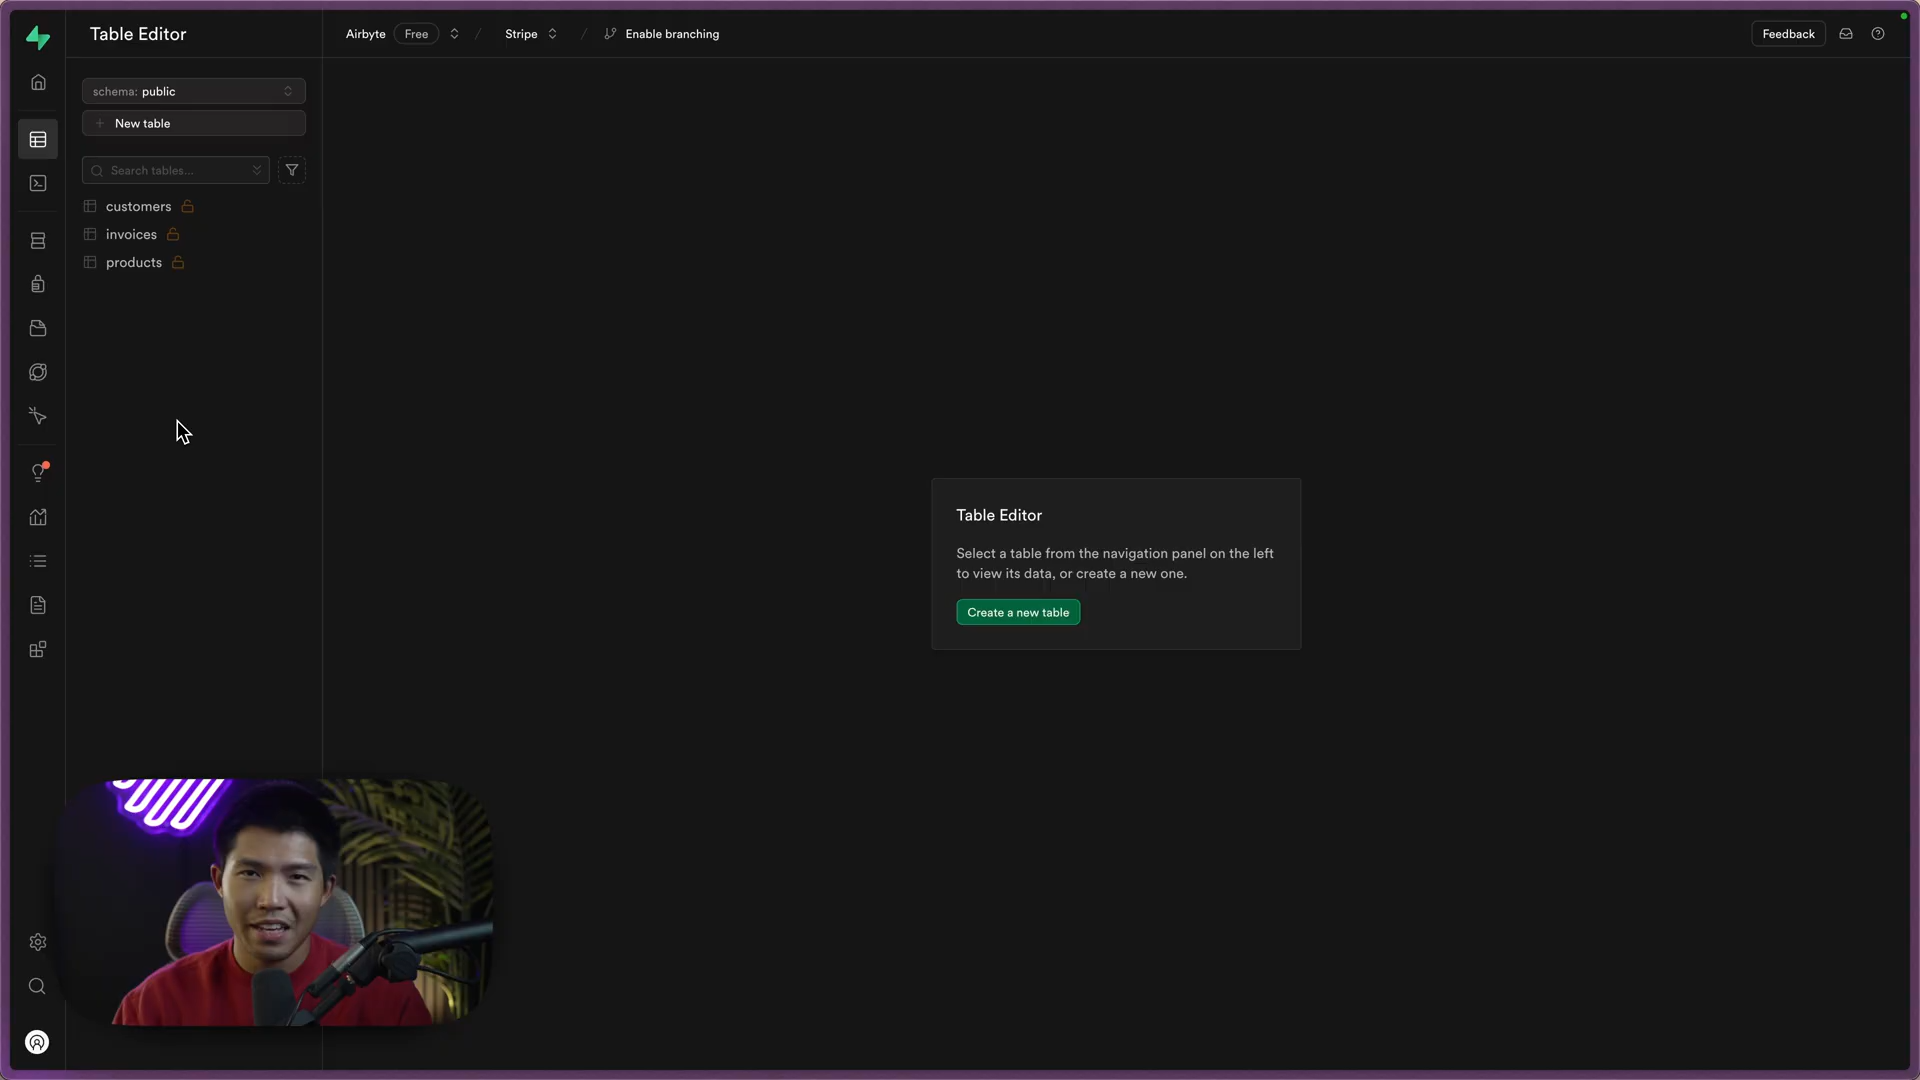 Table Editor
Airbyte Free / Stripe / Enable branching
Feedback
schema: public
+ New table
Search tables...
customers
invoices
products
Table Editor
Select a table from the navigation panel on the left
to view its data, or create a new one.
Create a new table